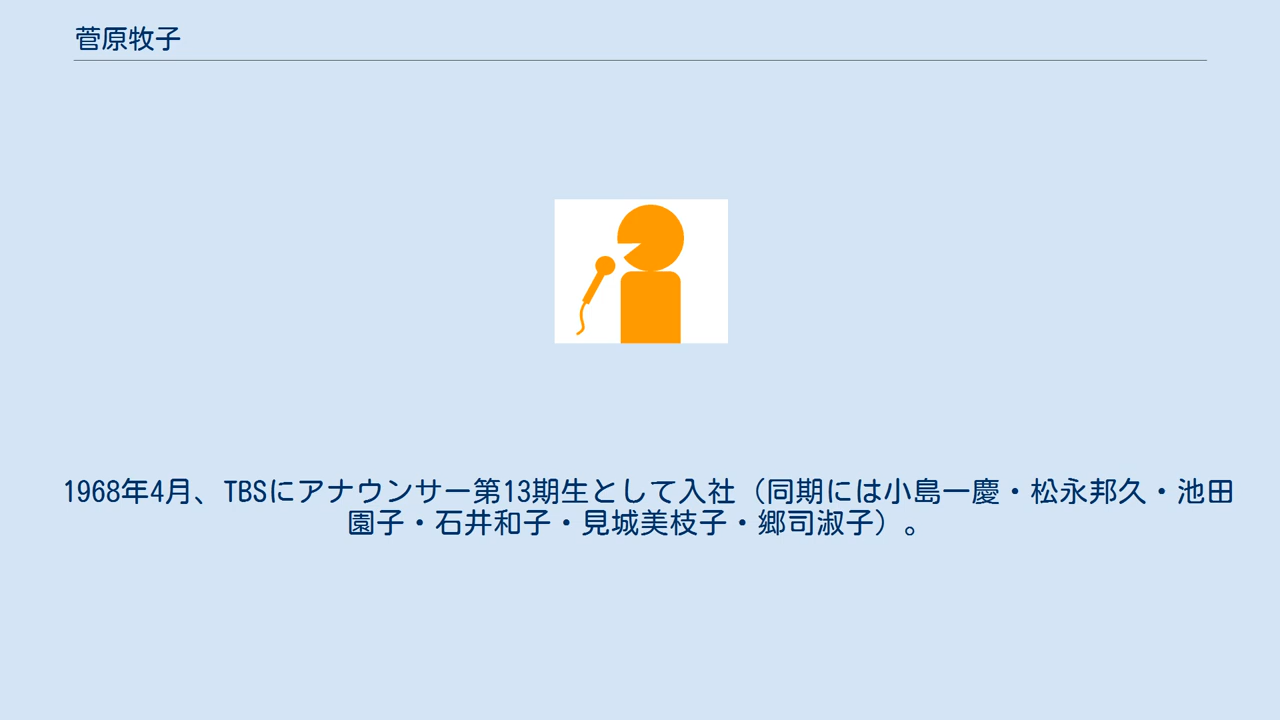 菅原牧子
1968年4月、TBSにアナウンサー第13期生として入社（同期には小島一慶・松永邦久・池田
園子・石井和子・見城美枝子・郷司淑子）。